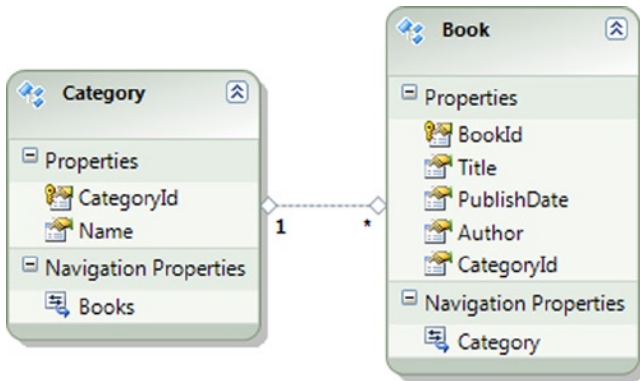 Category
Properties
CategoryId
Name
Navigation Properties
Books
1
*
Book
Properties
BookId
Title
PublishDate
Author
CategoryId
Navigation Properties
Category